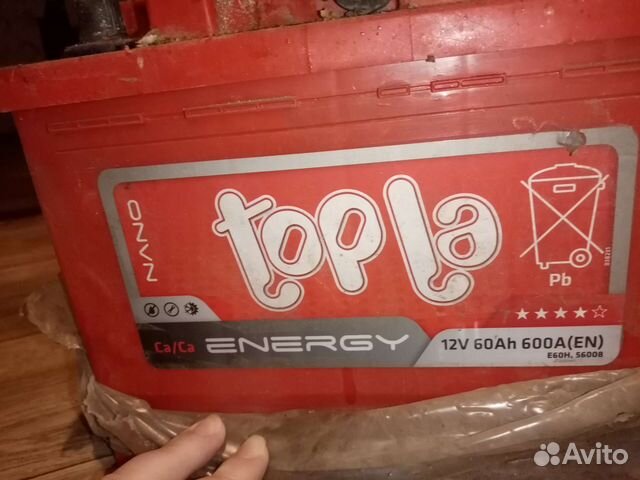 NANO
topla
Pb
Ca/Ca ENERGY
12V 60Ah 600A(EN)
E60H, 56008
Avito